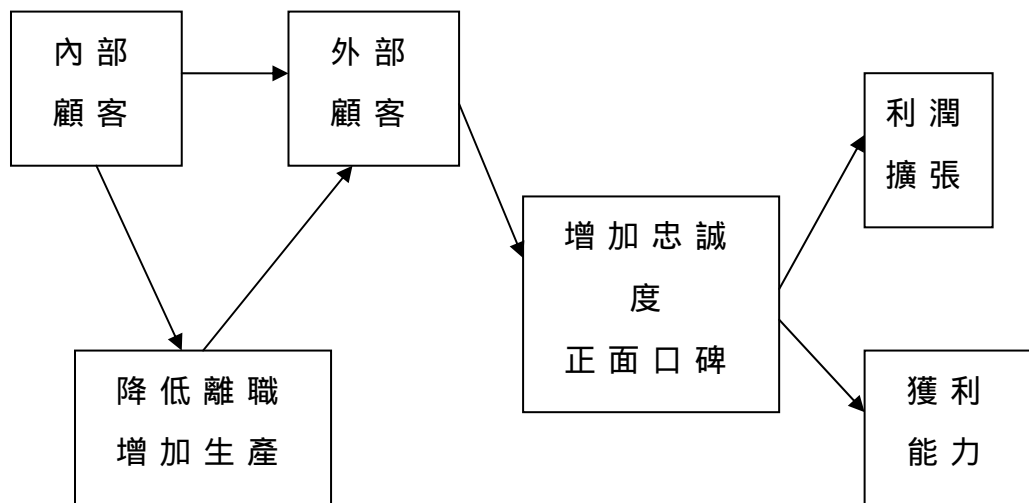 內部
顧客
外部
顧客
利潤
擴張
增加忠誠
度
正面口碑
降低離職
增加生產
獲利
能力